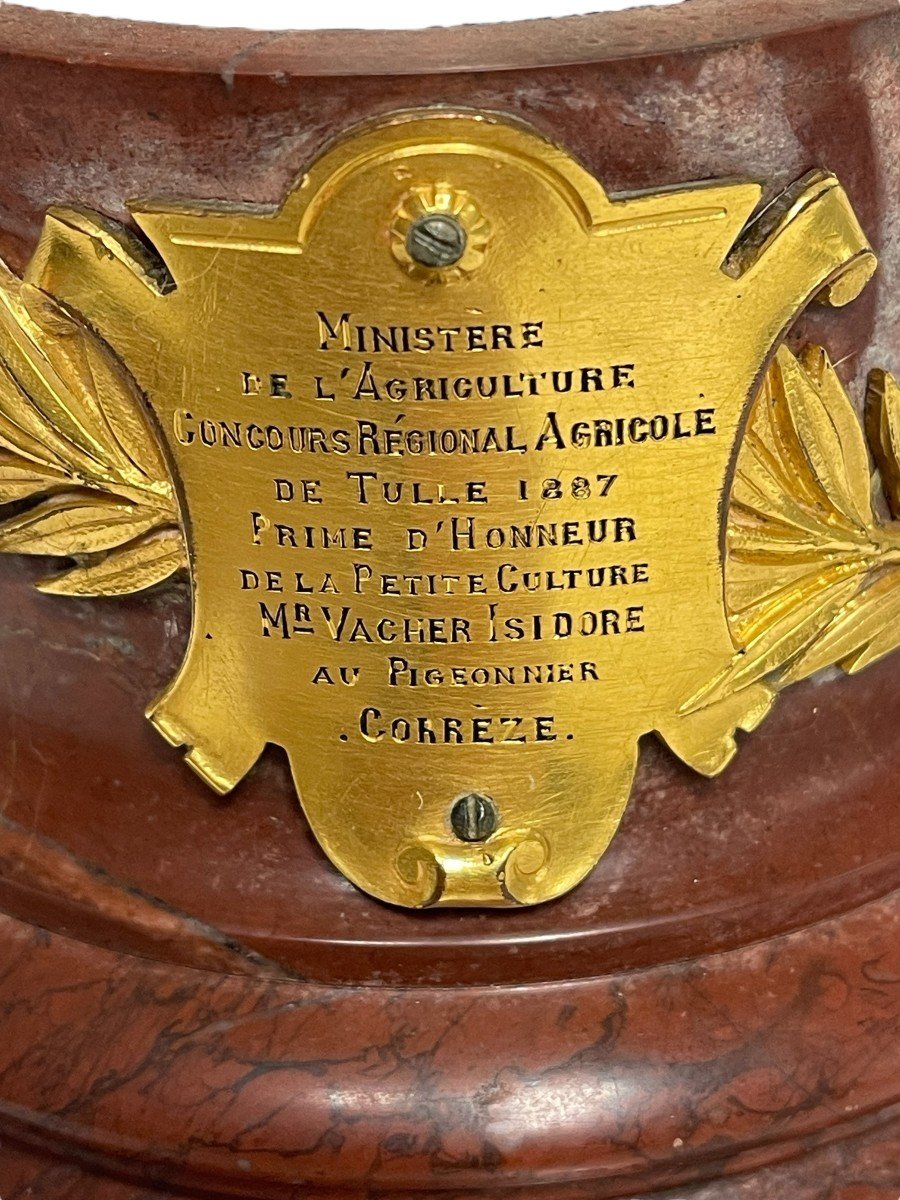 MINISTÈRE
DE L'AGRICULTURE
CONCOURS RÉGIONAL AGRICOLE
DE TULLE 1887
PRIME D'HONNEUR
DE LA PETITE CULTURE
MR VACHER ISIDORE
AU PIGEONNIER
. CORRÈZE .